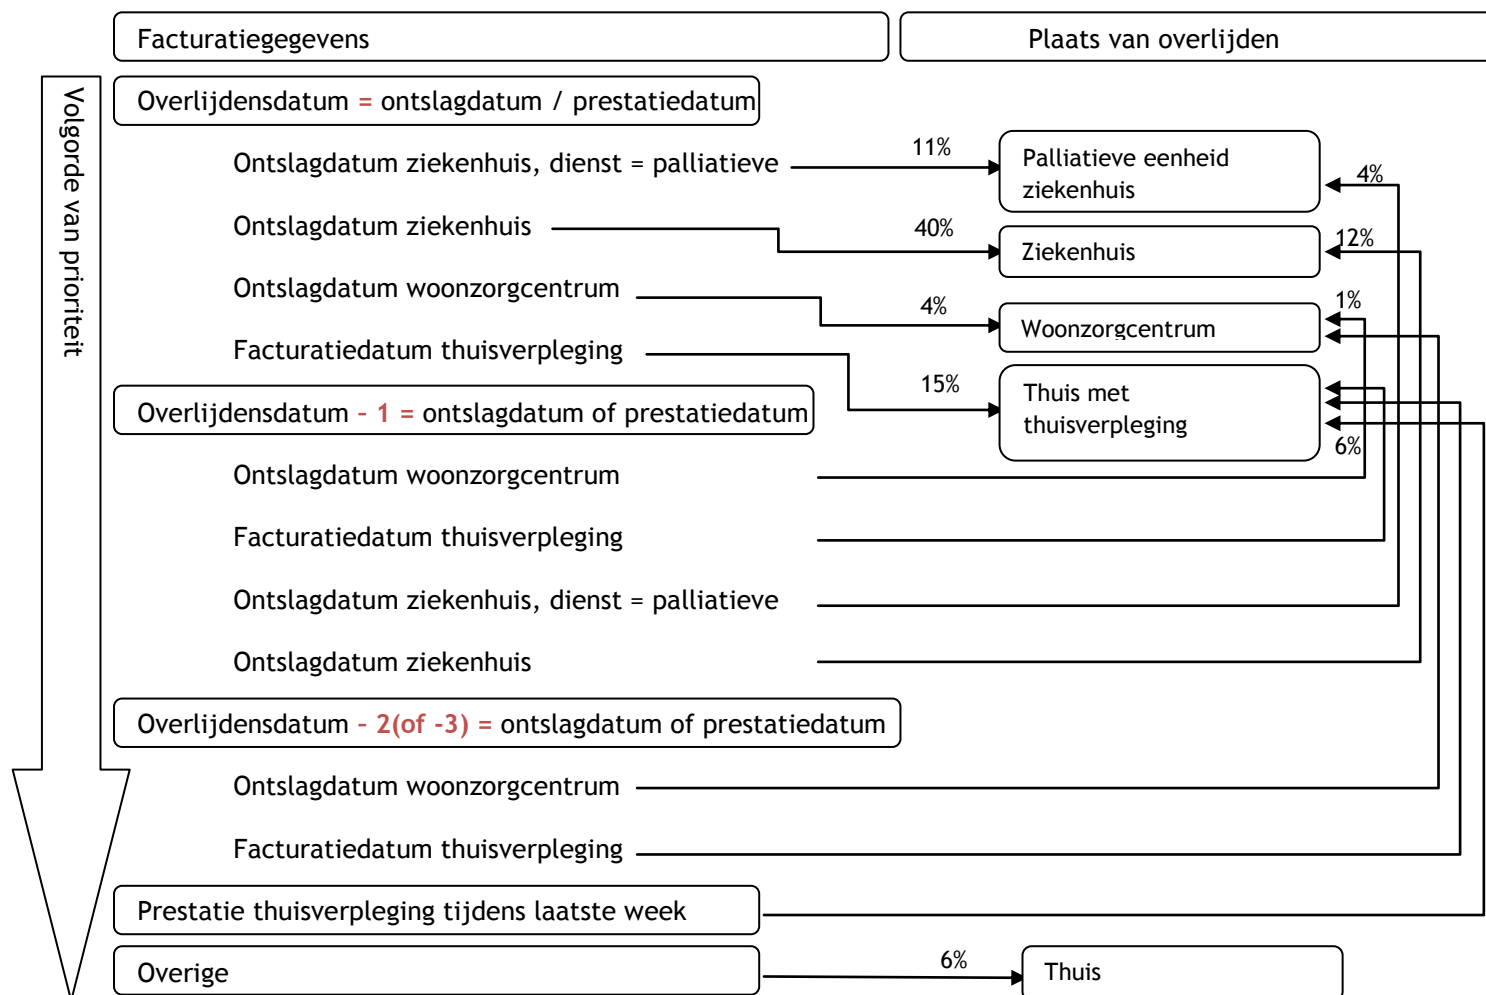 Facturatiegegevens
Plaats van overlijden
Volgorde van prioriteit
Overlijdensdatum = ontslagdatum / prestatiedatum
Ontslagdatum ziekenhuis, dienst = palliatieve
11%
Palliatieve eenheid
ziekenhuis
4%
Ontslagdatum ziekenhuis
40%
Ziekenhuis
12%
Ontslagdatum woonzorgcentrum
4%
Woonzorgcentrum
1%
Facturatiedatum thuisverpleging
15%
Thuis met
thuisverpleging
6%
Overlijdensdatum - 1 = ontslagdatum of prestatiedatum
Ontslagdatum woonzorgcentrum
Facturatiedatum thuisverpleging
Ontslagdatum ziekenhuis, dienst = palliatieve
Ontslagdatum ziekenhuis
Overlijdensdatum - 2(of -3) = ontslagdatum of prestatiedatum
Ontslagdatum woonzorgcentrum
Facturatiedatum thuisverpleging
Prestatie thuisverpleging tijdens laatste week
Overige
6%
Thuis